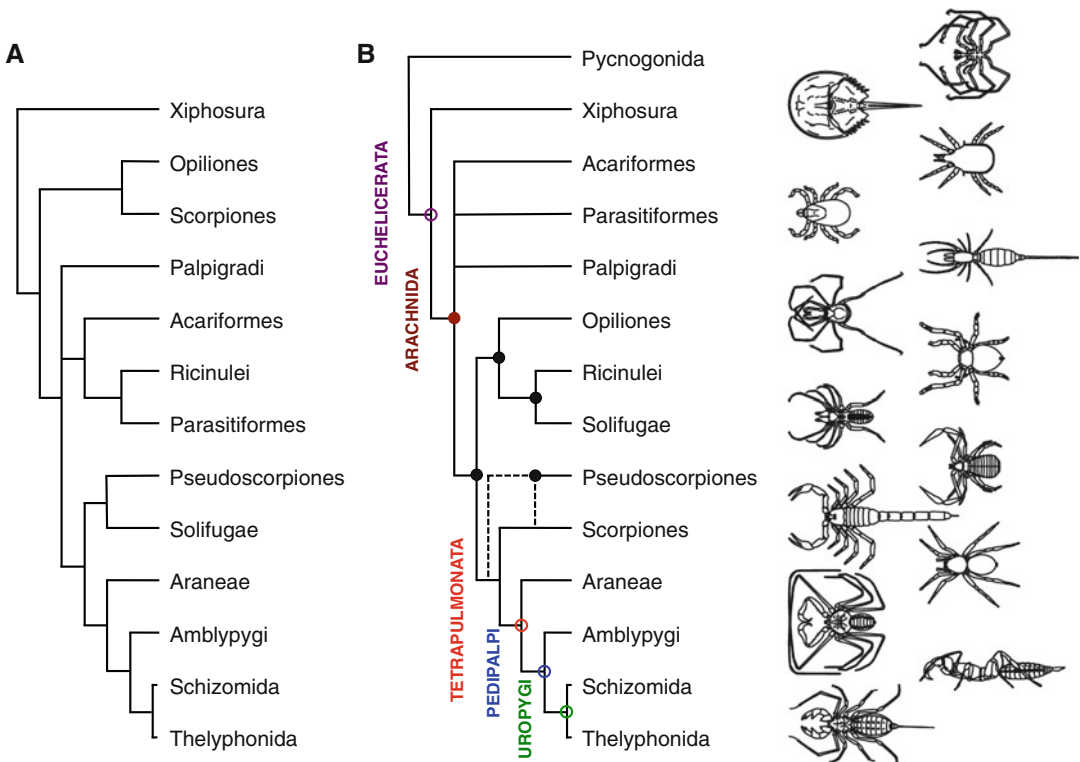 A
Xiphosura
Opiliones
Scorpiones
Palpigradi
Acariformes
Ricinulei
Parasitiformes
Pseudoscorpiones
Solifugae
Araneae
Amblypygi
Schizomida
Thelyphonida
B
Pycnogonida
Xiphosura
Acariformes
Parasitiformes
Palpigradi
Opiliones
Ricinulei
Solifugae
Pseudoscorpiones
Scorpiones
Araneae
Amblypygi
Schizomida
Thelyphonida
EUCHELICERATA
ARACHNIDA
TETRAPULMONATA
PEDIPALPI
UROPYGI